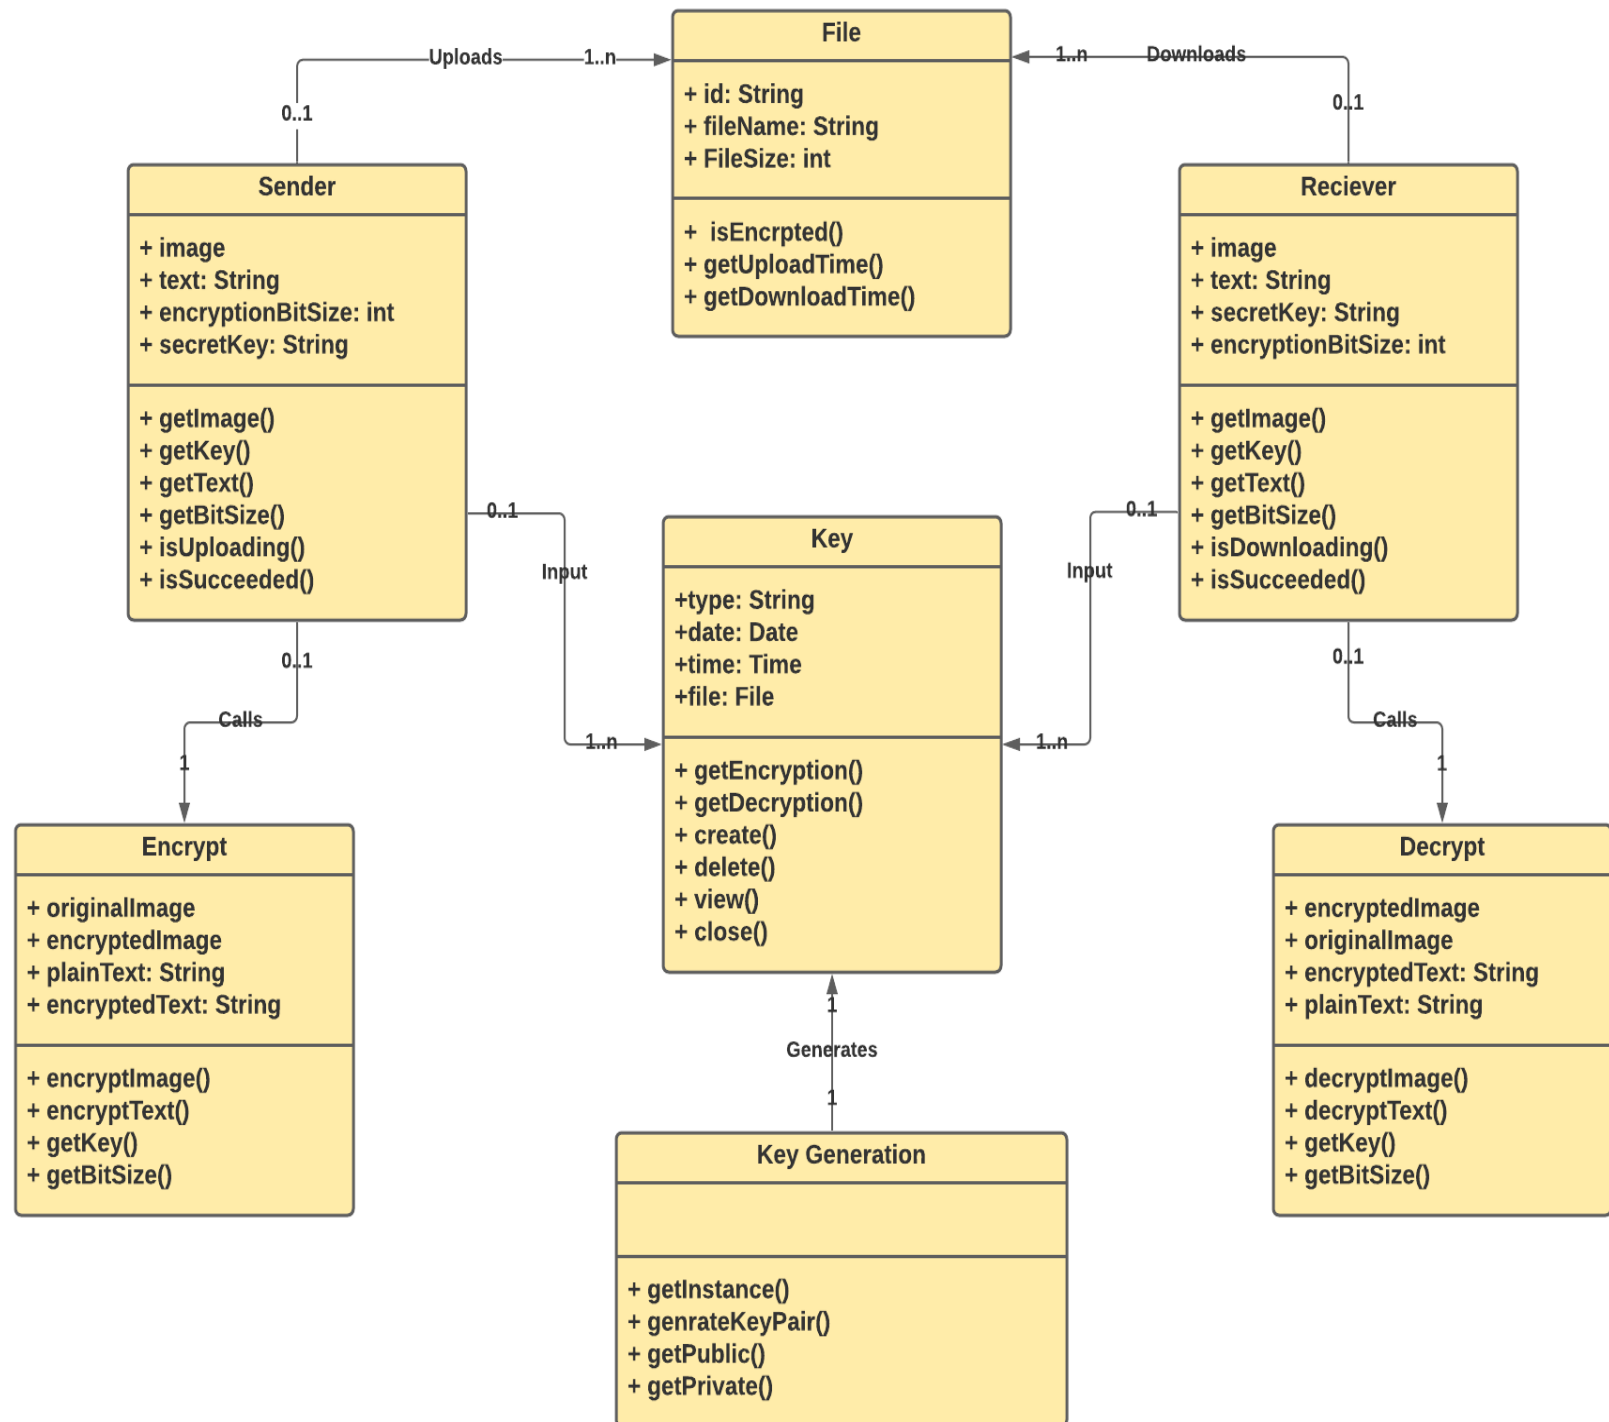 File
+ id: String
+ fileName: String
+ FileSize: int
+  isEncrpted()
+ getUploadTime()
+ getDownloadTime()
Uploads
1..n
0..1
1..n
Downloads
0..1
Sender
+ image
+ text: String
+ encryptionBitSize: int
+ secretKey: String
+ getImage()
+ getKey()
+ getText()
+ getBitSize()
+ isUploading()
+ isSucceeded()
Reciever
+ image
+ text: String
+ secretKey: String
+ encryptionBitSize: int
+ getImage()
+ getKey()
+ getText()
+ getBitSize()
+ isDownloading()
+ isSucceeded()
0..1
Input
1..n
0..1
Input
1..n
Key
+type: String
+date: Date
+time: Time
+file: File
+ getEncryption()
+ getDecryption()
+ create()
+ delete()
+ view()
+ close()
0..1
Calls
1
0..1
Calls
1
Encrypt
+ originalImage
+ encryptedImage
+ plainText: String
+ encryptedText: String
+ encryptImage()
+ encryptText()
+ getKey()
+ getBitSize()
Decrypt
+ encryptedImage
+ originalImage
+ encryptedText: String
+ plainText: String
+ decryptImage()
+ decryptText()
+ getKey()
+ getBitSize()
1
Generates
1
Key Generation
+ getInstance()
+ genrateKeyPair()
+ getPublic()
+ getPrivate()